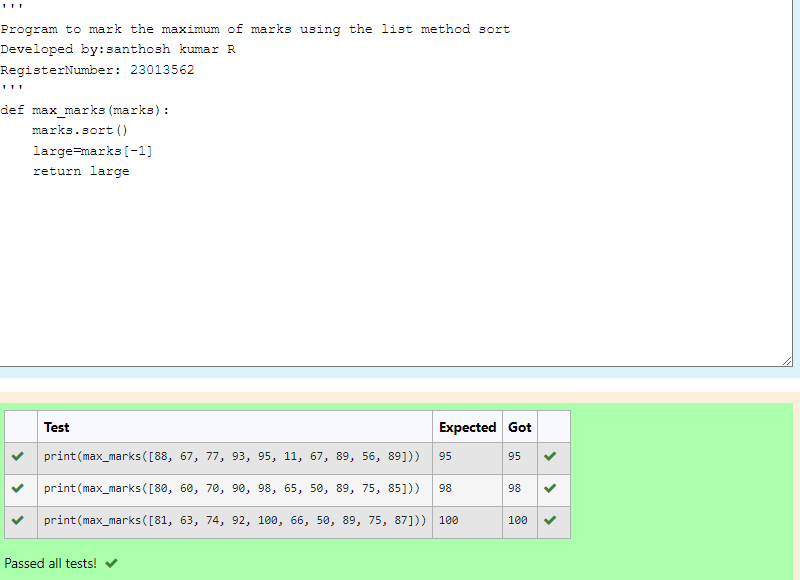 '''
Program to mark the maximum of marks using the list method sort
Developed by:santhosh kumar R
RegisterNumber: 23013562
'''
def max_marks(marks):
    marks.sort()
    large=marks[-1]
    return large
Test Expected Got
print(max_marks([88, 67, 77, 93, 95, 11, 67, 89, 56, 89])) 95 95
print(max_marks([80, 60, 70, 90, 98, 65, 50, 89, 75, 85])) 98 98
print(max_marks([81, 63, 74, 92, 100, 66, 50, 89, 75, 87])) 100 100
Passed all tests!